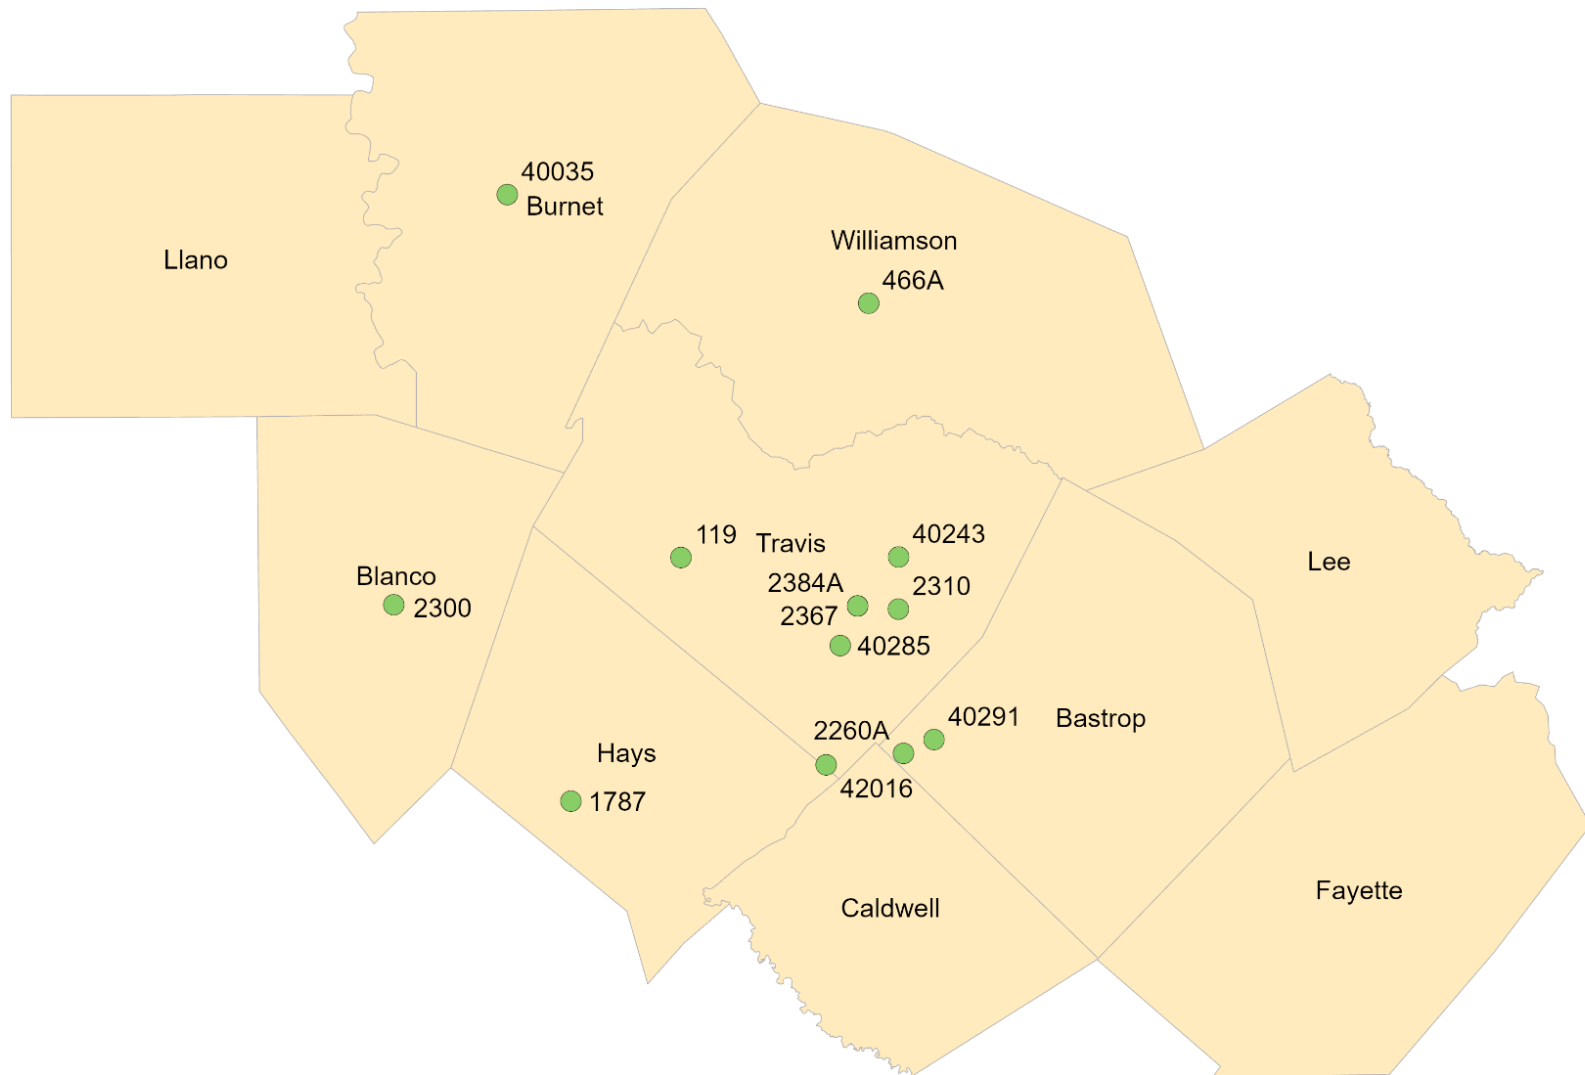 40035
Burnet
Williamson
Llano
466A
119
Travis
40243
2384A
2310
2367
40285
Lee
Blanco
2300
2260A
40291
Bastrop
Hays
42016
1787
Caldwell
Fayette